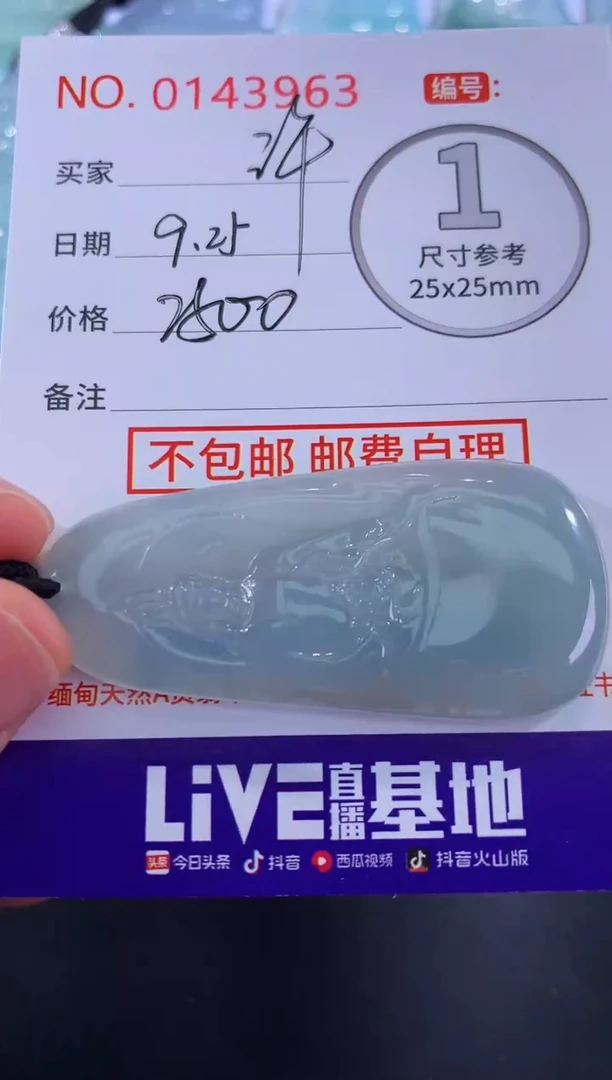 NO. 0143963 编号:
买家 许
日期 9.25
价格 2800
1
尺寸参考
25x25mm
备注
不包邮 邮费自理
缅甸天然A货翡
LiVE直播基地
头条 今日头条 抖音 西瓜视频 抖音火山版